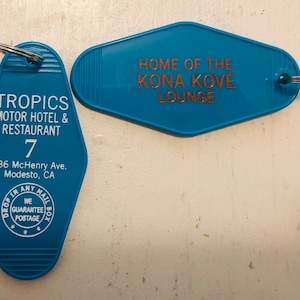 TROPICS
MOTOR HOTEL &
RESTAURANT
7
36 McHenry Ave.
Modesto, CA
DROP IN ANY MAIL BOX
WE
GUARANTEE
POSTAGE
HOME OF THE
KONA KOVE
LOUNGE